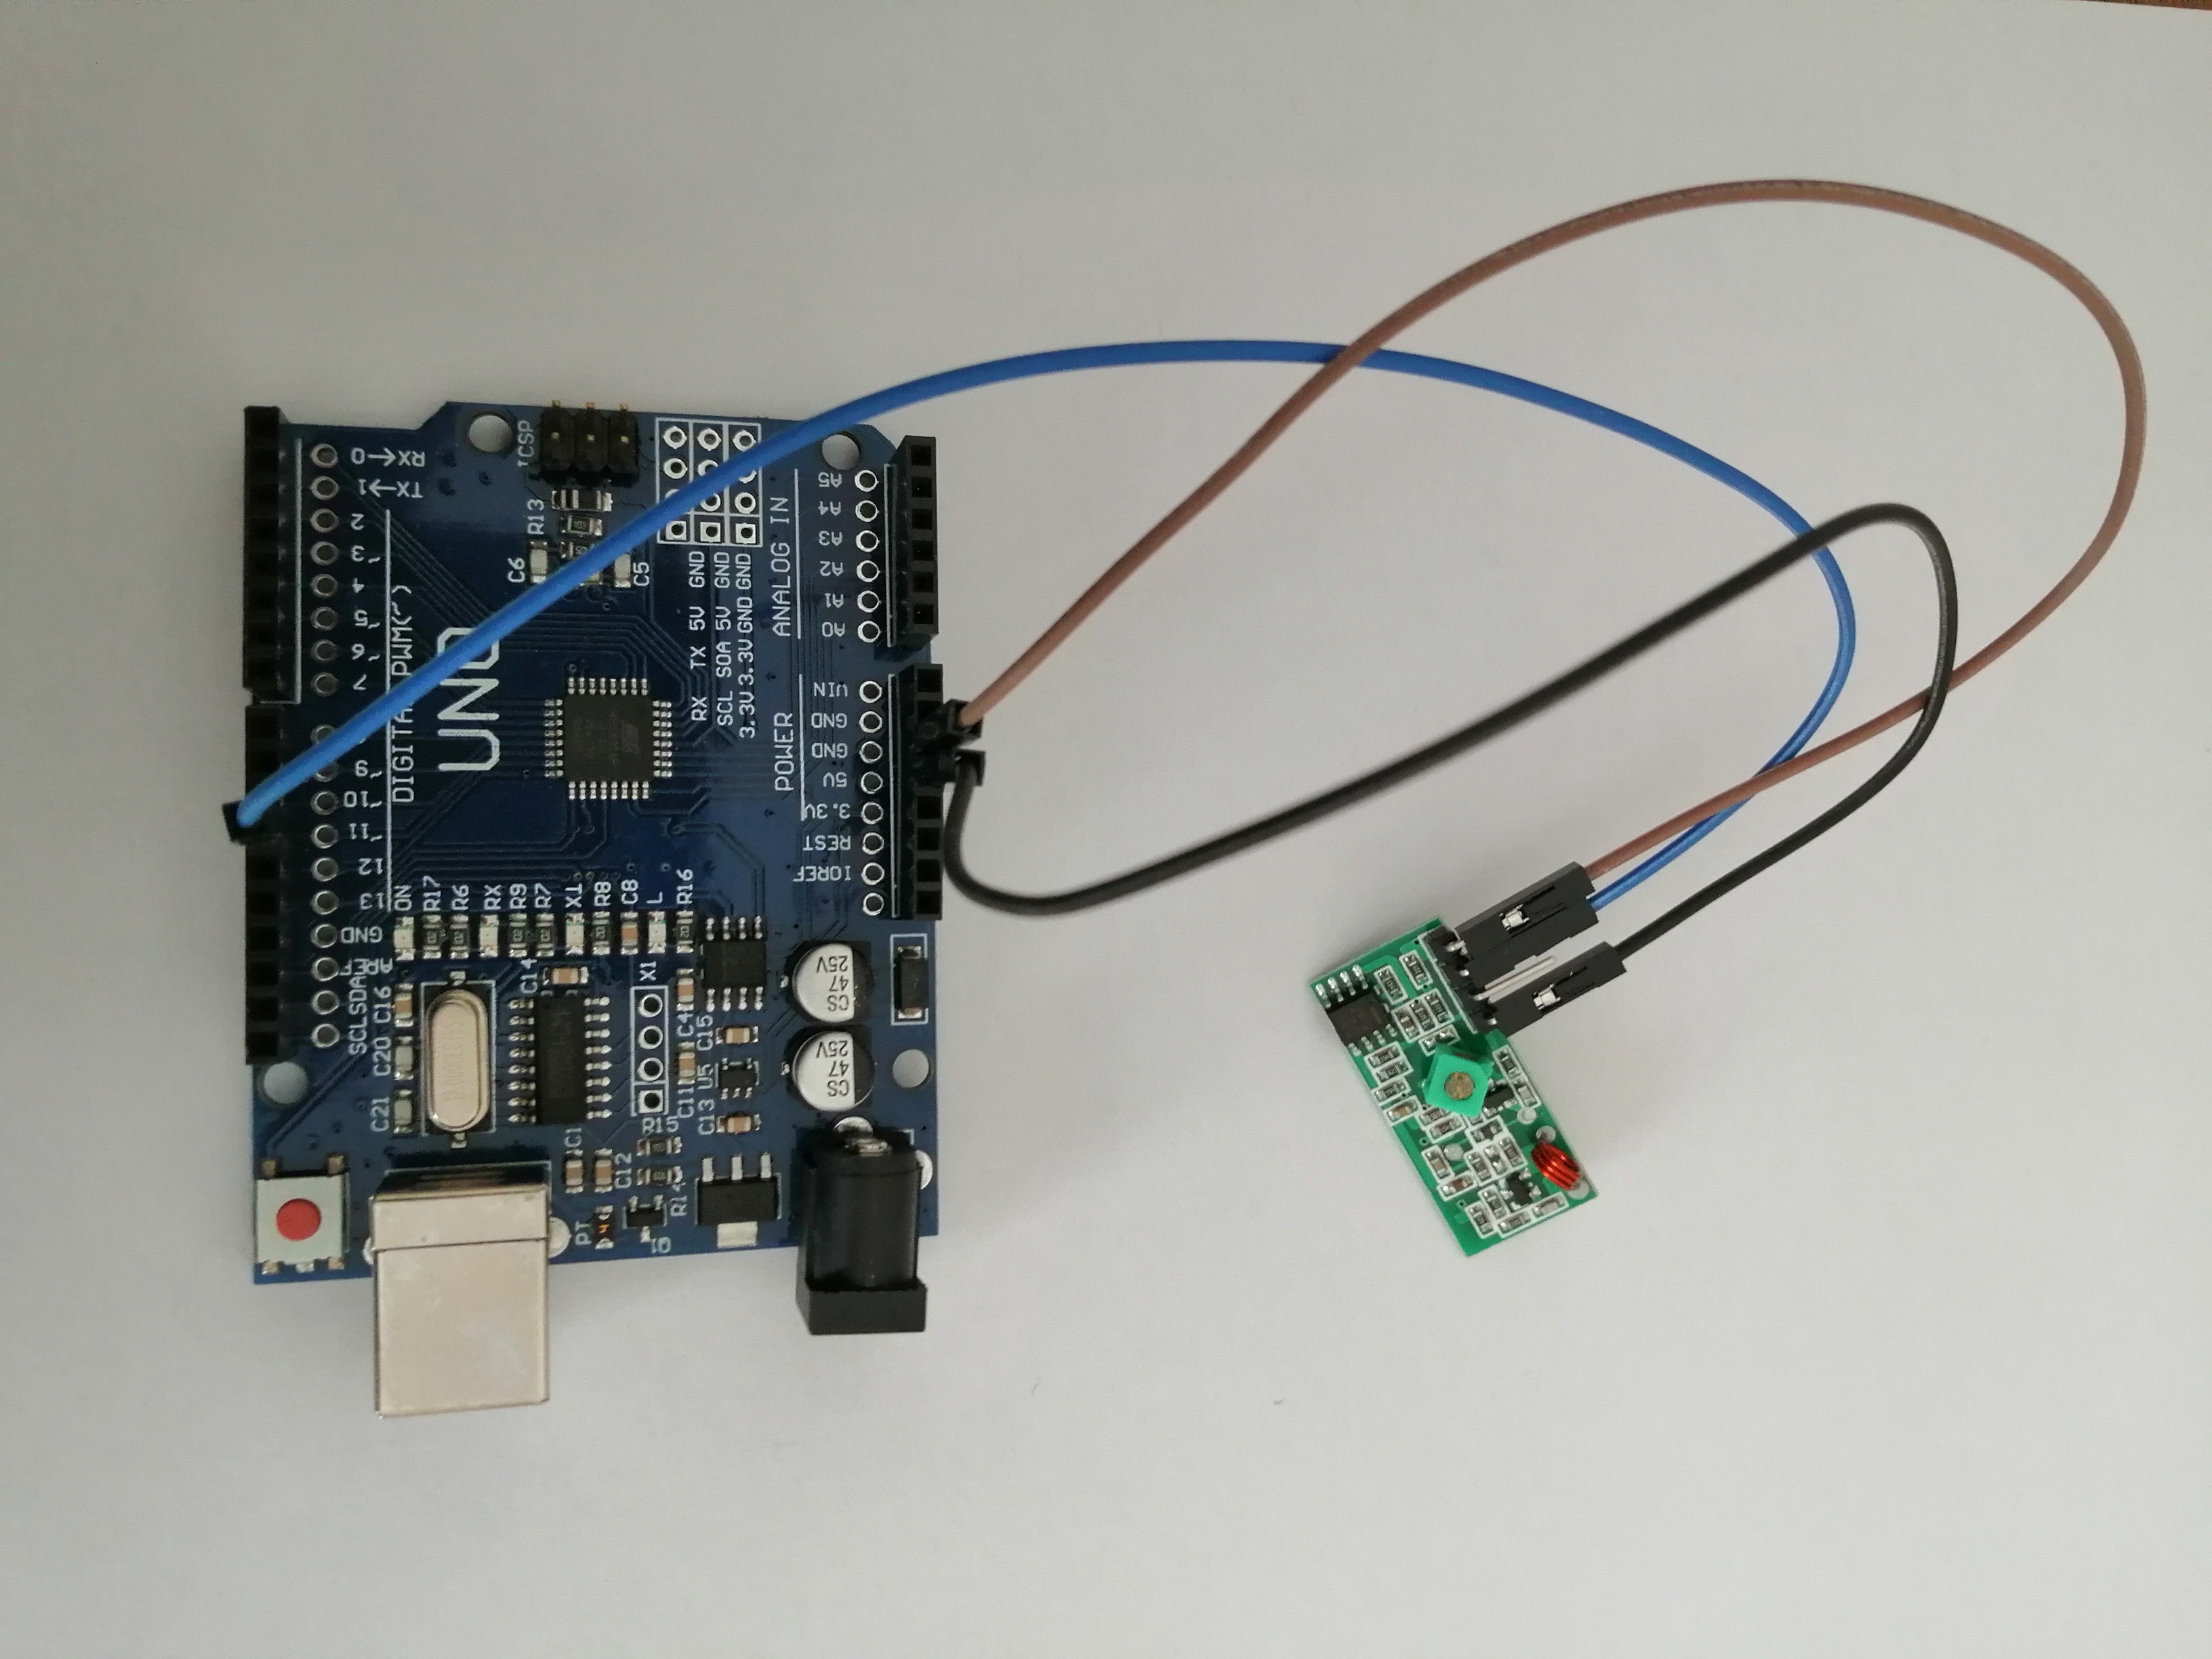 RX←0
TX→1
2
~3
4
~5
~6
7
~9
~10
~11
12
13
GND
AREF
SDA
SCL
DIGITAL PWM(~)
UNO
ICSP
R13
C6
C5
RX TX 5V GND
SCL SDA 5V GND
3.3V 3.3V GND GND
ANALOG IN
A5
A4
A3
A2
A1
A0
POWER
VIN
GND
GND
5V
3.3V
REST
IOREF
ON
R17
R6
RX
R9
R7
TX
R8
C8
L
R16
X1
C14
C16
C20
C21
C4
C15
C11
U5
C13
R15
C1
C12
R14
PT
CS
47
25V
CS
47
25V